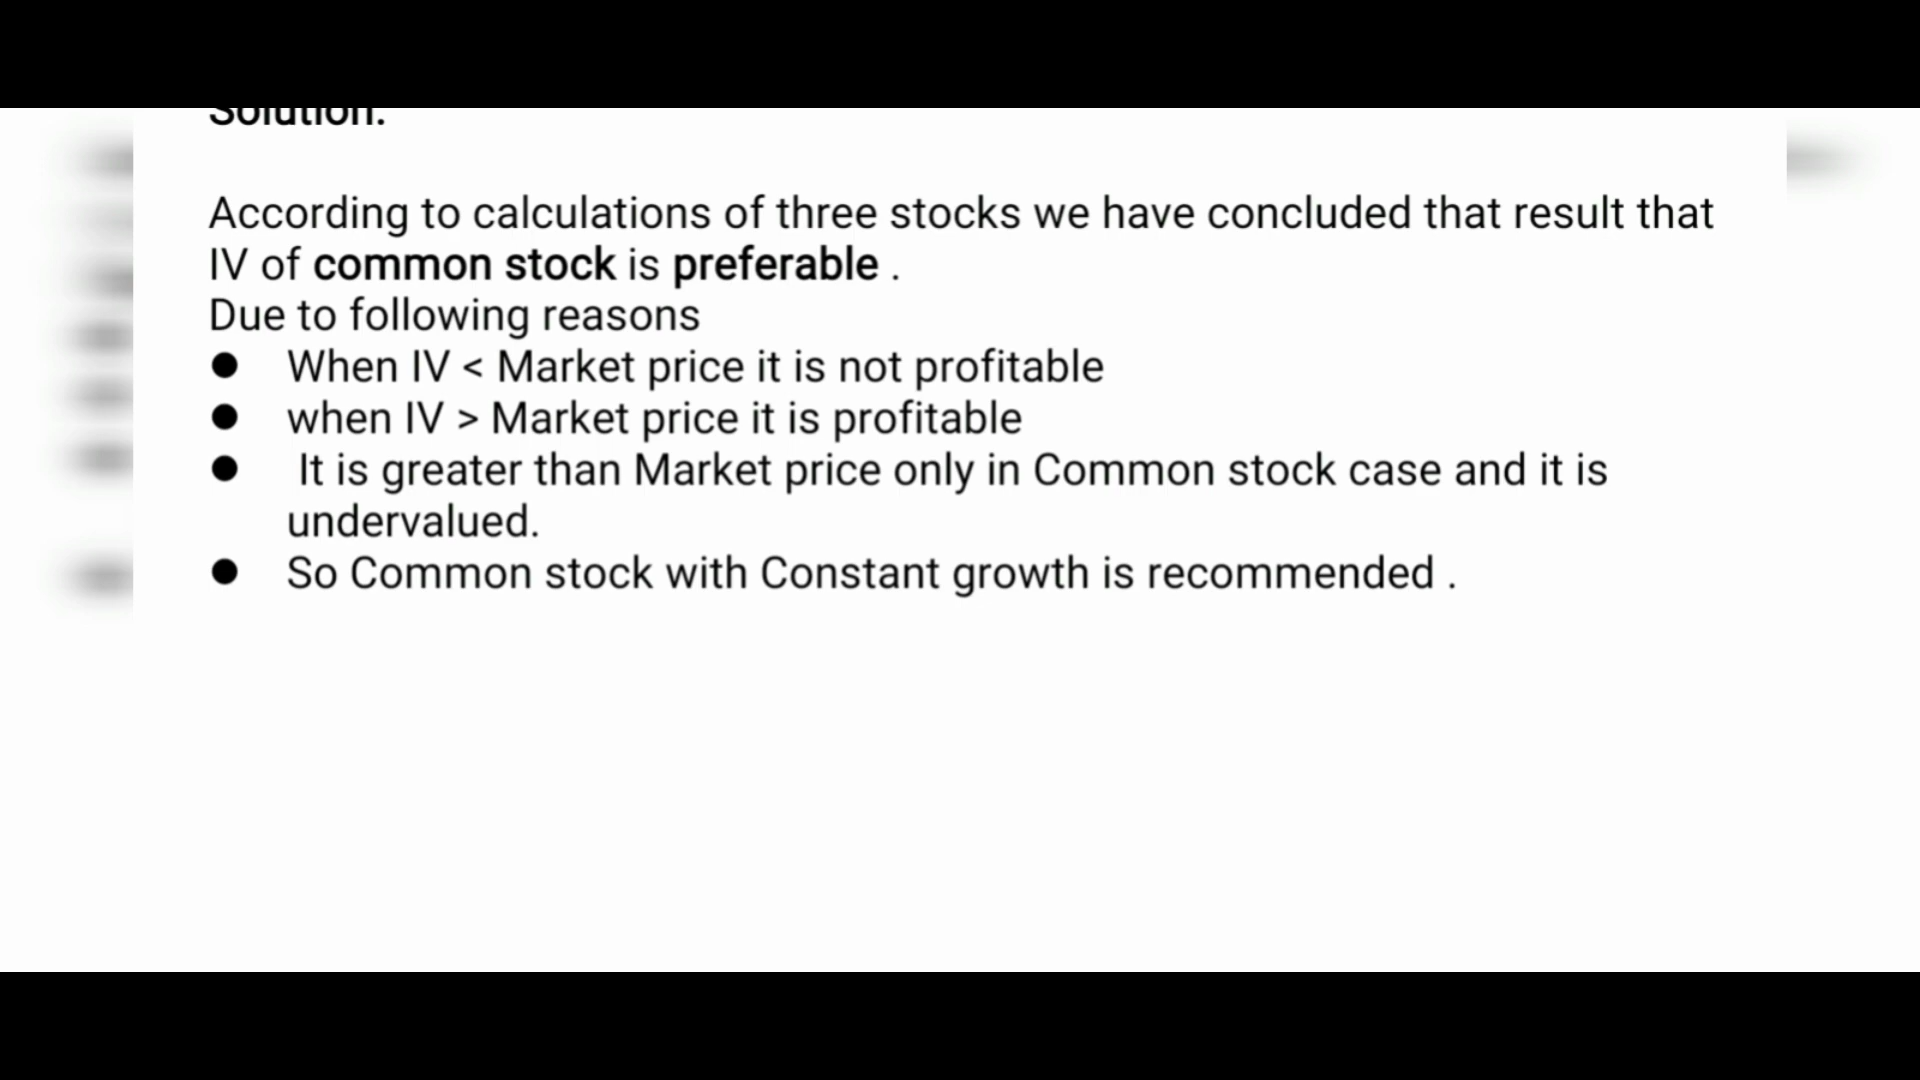 Solution:
According to calculations of three stocks we have concluded that result that
IV of common stock is preferable .
Due to following reasons
● When IV < Market price it is not profitable
● when IV > Market price it is profitable
● It is greater than Market price only in Common stock case and it is
undervalued.
● So Common stock with Constant growth is recommended .